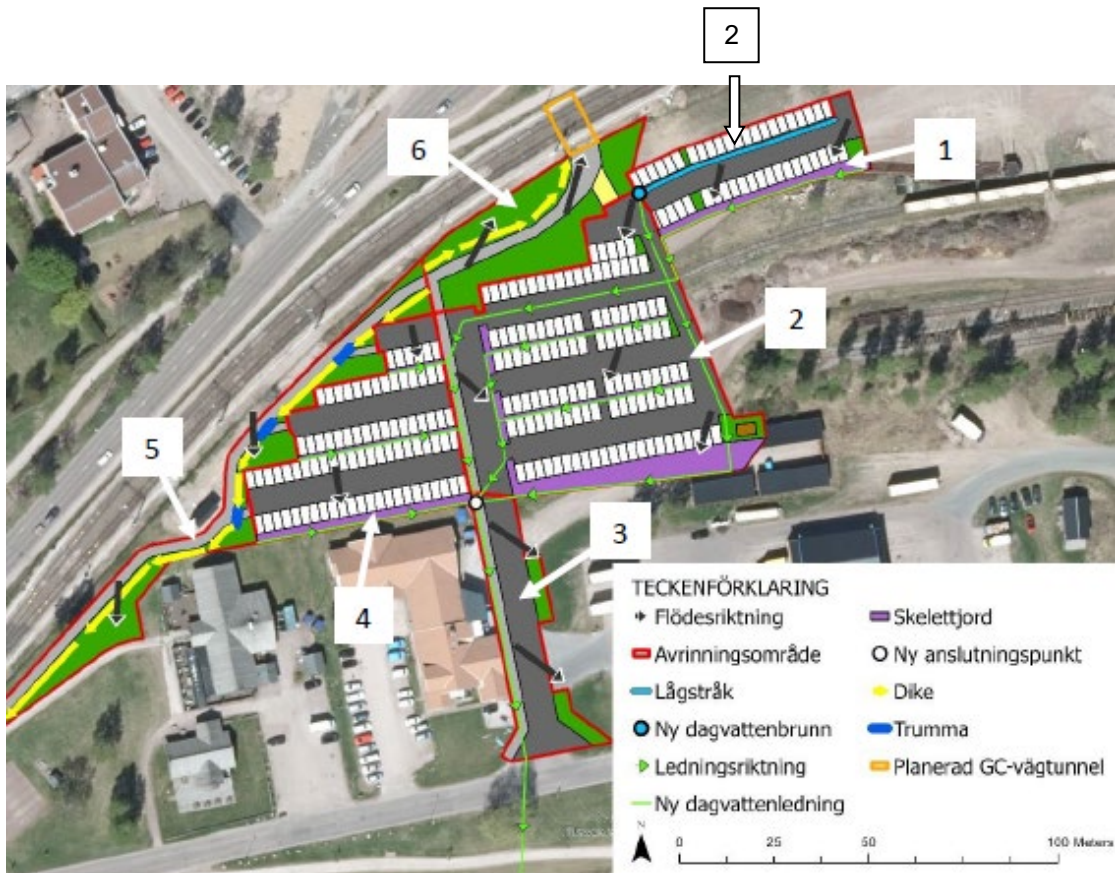 2
6
1
2
5
3
4
TECKENFÖRKLARING
Flödesriktning
Avrinningsområde
Lågstråk
Ny dagvattenbrunn
Ledningsriktning
Ny dagvattenledning
Skelettjord
Ny anslutningspunkt
Dike
Trumma
Planerad GC-vägtunnel
N
0 50 100 Meters
25